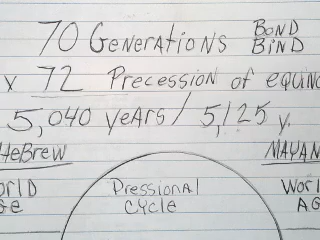 70 Generations BOND
BIND
x 72 Precession of equino
5,040 years / 5,125 y.
HeBrew MAYAN
orld Worl
Ge AG
Pressional
Cycle